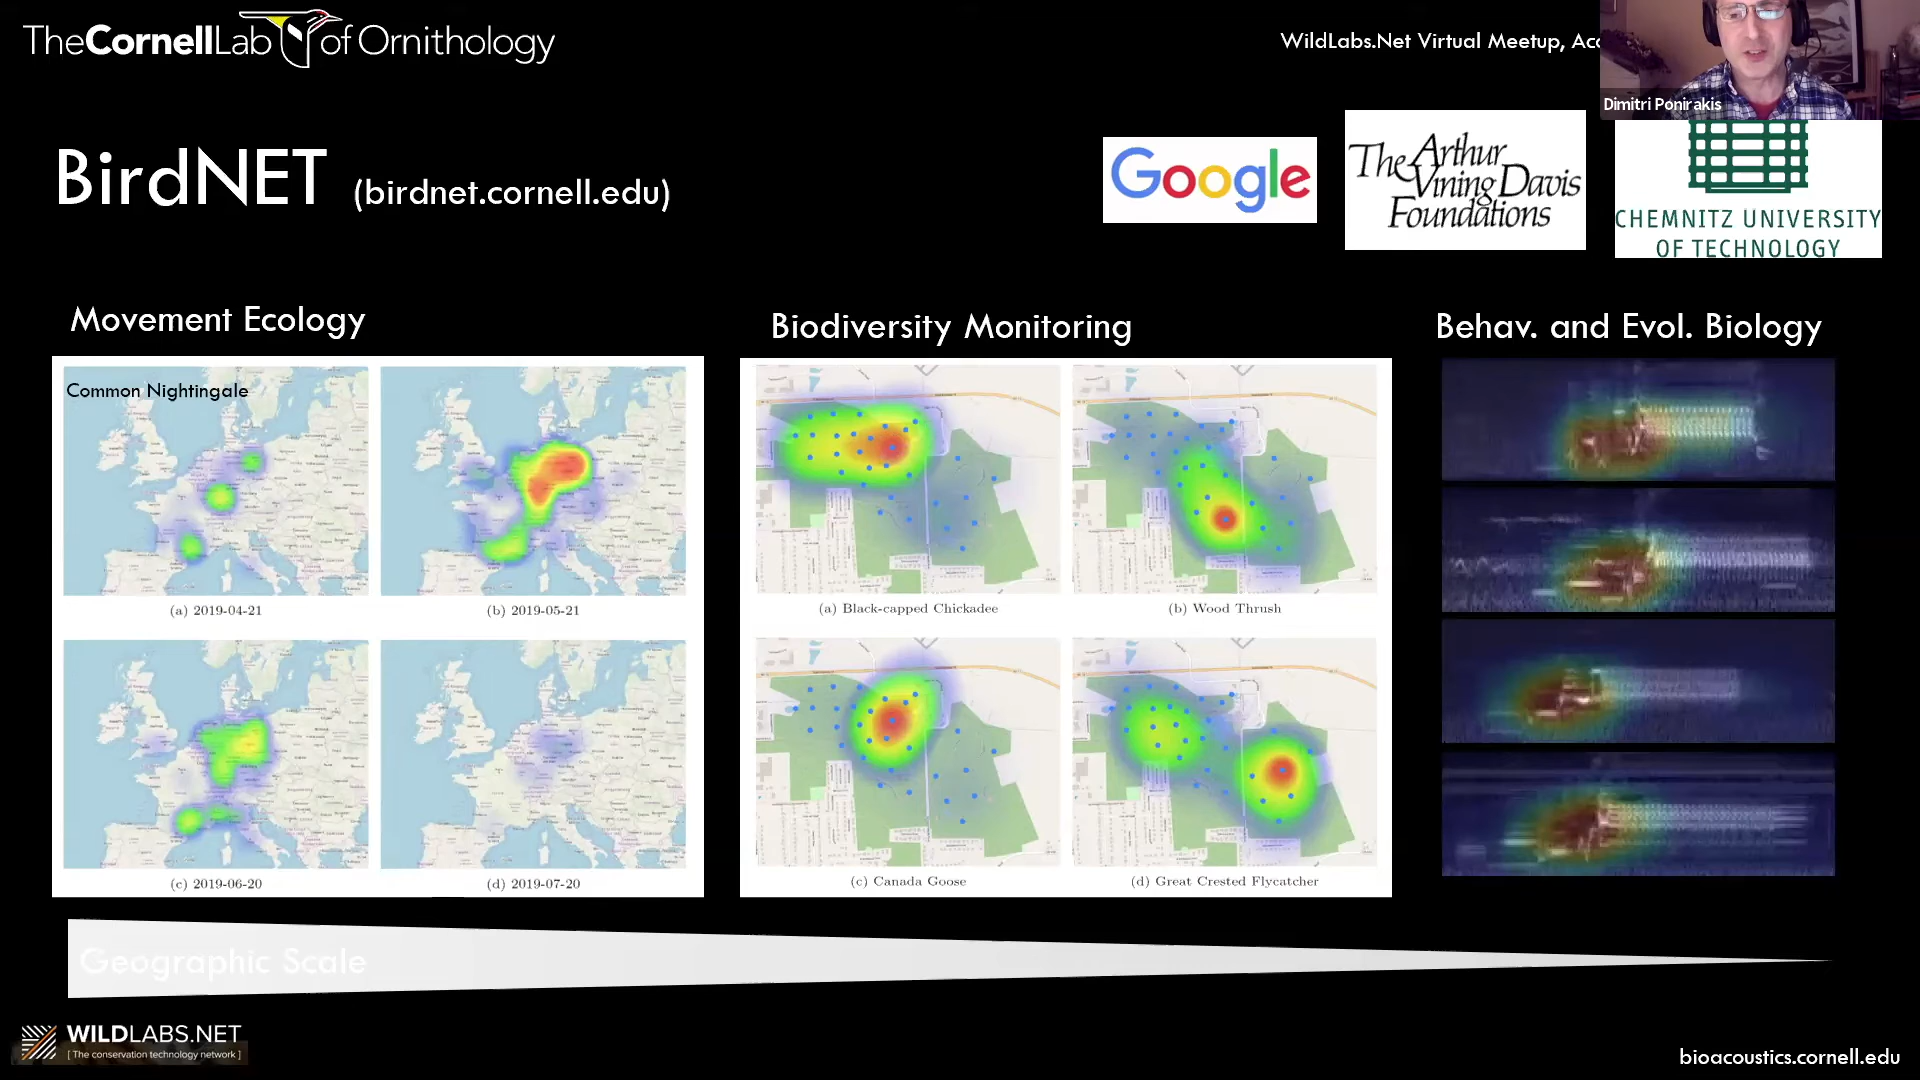 TheCornellLab of Ornithology
WildLabs.Net Virtual Meetup,
Dimitri Ponirakis
BirdNET (birdnet.cornell.edu)
Google
The Arthur
Vining Davis
Foundations
CHEMNITZ UNIVERSITY
OF TECHNOLOGY
Movement Ecology
Biodiversity Monitoring
Behav. and Evol. Biology
Common Nightingale
(a) 2019-04-21
(b) 2019-05-21
(c) 2019-06-20
(d) 2019-07-20
(a) Black-capped Chickadee
(b) Wood Thrush
(c) Canada Goose
(d) Great Crested Flycatcher
Geographic Scale
WILDLABS.NET
[ The conservation technology network ]
bioacoustics.cornell.edu